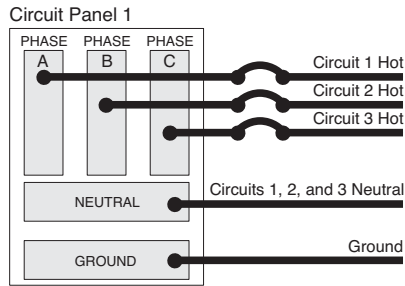 Circuit Panel 1
PHASE PHASE PHASE
A B C
Circuit 1 Hot
Circuit 2 Hot
Circuit 3 Hot
NEUTRAL
Circuits 1, 2, and 3 Neutral
GROUND
Ground